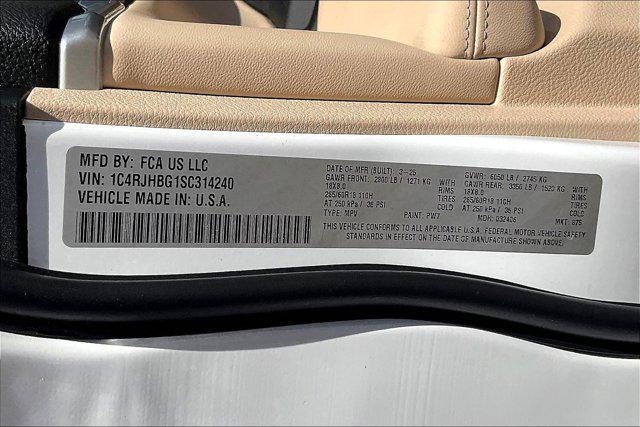 MFD BY: FCA US LLC
VIN: 1C4RJHBG1SC314240
VEHICLE MADE IN: U.S.A.
DATE OF MFR (BUILT): 3-25 GVWR: 6050 LB / 2745 KG
GAWR FRONT: 2800 LB / 1271 KG WITH GAWR REAR: 3350 LB / 1520 KG WITH
18X8.0 RIMS 18X8.0 RIMS
265/60R18 110H TIRES 265/60R18 110H TIRES
AT 250 kPa / 36 PSI COLD AT 250 kPa / 36 PSI COLD
TYPE: MPV PAINT: PW7 MDH: 032406 MKT: 875
THIS VEHICLE CONFORMS TO ALL APPLICABLE U.S.A. FEDERAL MOTOR VEHICLE SAFETY
STANDARDS IN EFFECT ON THE DATE OF MANUFACTURE SHOWN ABOVE.